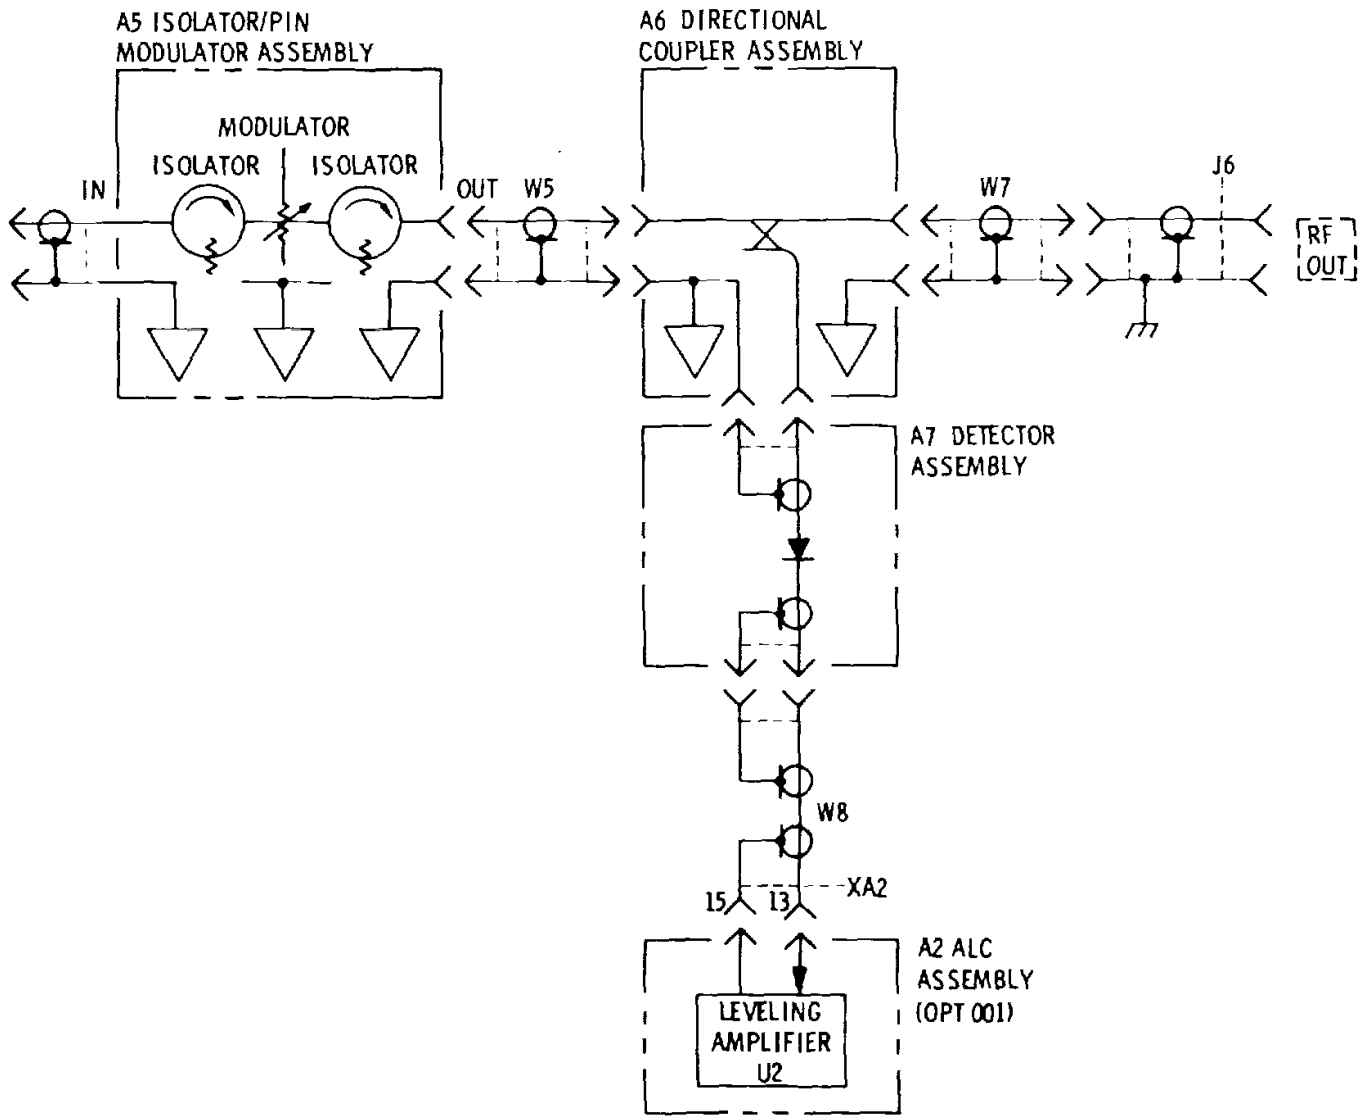 A5 ISOLATOR/PIN
MODULATOR ASSEMBLY
A6 DIRECTIONAL
COUPLER ASSEMBLY
MODULATOR
ISOLATOR
ISOLATOR
IN
OUT
W5
W7
J6
RF
OUT
A7 DETECTOR
ASSEMBLY
W8
XA2
15
13
A2 ALC
ASSEMBLY
(OPT 001)
LEVELING
AMPLIFIER
U2